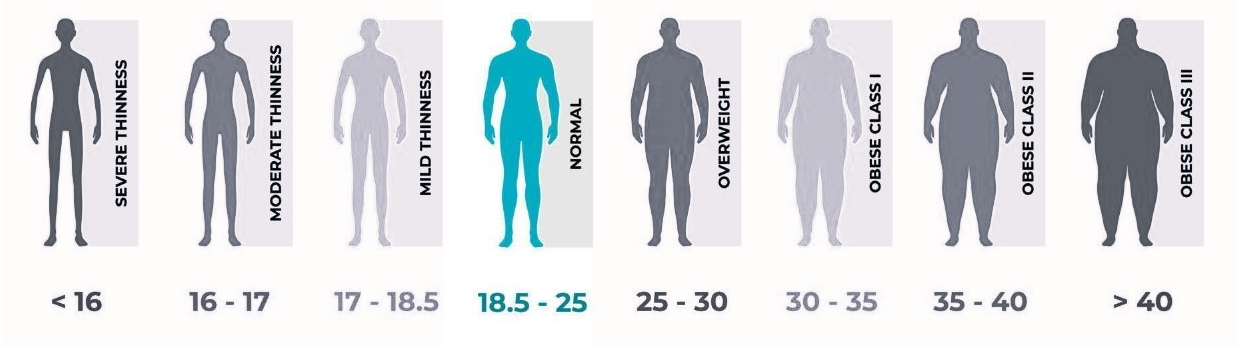 SEVERE THINNESS
MODERATE THINNESS
MILD THINNESS
NORMAL
OVERWEIGHT
OBESE CLASS I
OBESE CLASS II
OBESE CLASS III
< 16
16 - 17
17 - 18.5
18.5 - 25
25 - 30
30 - 35
35 - 40
> 40